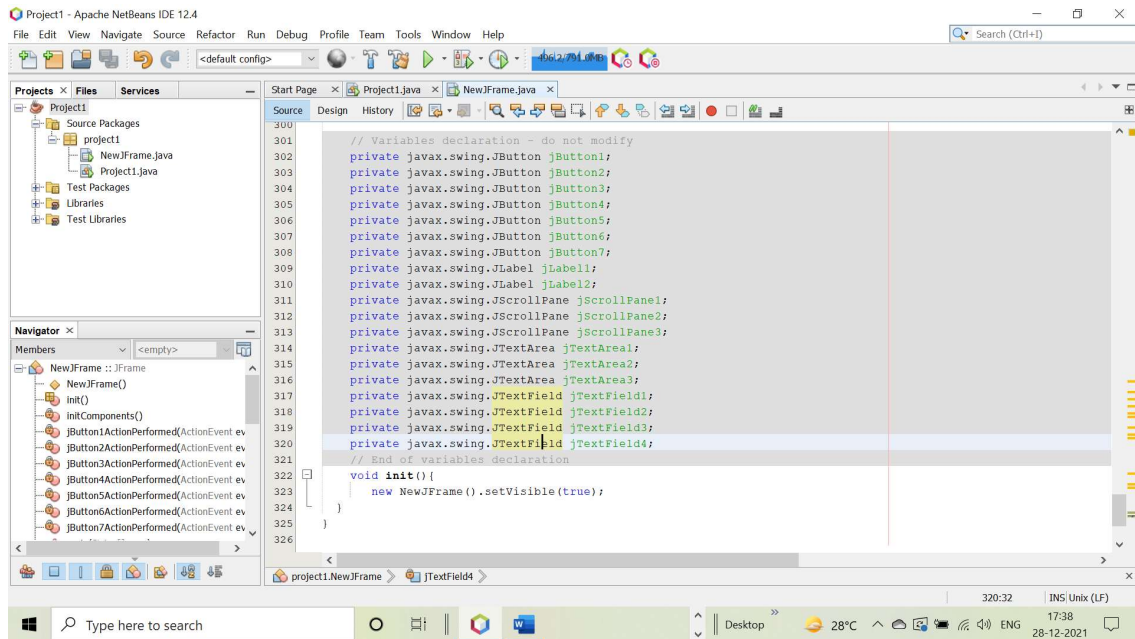 Project1 - Apache NetBeans IDE 12.4
File Edit View Navigate Source Refactor Run Debug Profile Team Tools Window Help
Search (Ctrl+I)
<default config>
496.2/791.0MB
Projects Files Services
Project1
Source Packages
project1
NewJFrame.java
Project1.java
Test Packages
Libraries
Test Libraries
Navigator
Members
<empty>
NewJFrame :: JFrame
NewJFrame()
init()
initComponents()
jButton1ActionPerformed(ActionEvent ev
jButton2ActionPerformed(ActionEvent ev
jButton3ActionPerformed(ActionEvent ev
jButton4ActionPerformed(ActionEvent ev
jButton5ActionPerformed(ActionEvent ev
jButton6ActionPerformed(ActionEvent ev
jButton7ActionPerformed(ActionEvent ev
Start Page Project1.java NewJFrame.java
Source Design History
300
301 // Variables declaration - do not modify
302 private javax.swing.JButton jButton1;
303 private javax.swing.JButton jButton2;
304 private javax.swing.JButton jButton3;
305 private javax.swing.JButton jButton4;
306 private javax.swing.JButton jButton5;
307 private javax.swing.JButton jButton6;
308 private javax.swing.JButton jButton7;
309 private javax.swing.JLabel jLabel1;
310 private javax.swing.JLabel jLabel2;
311 private javax.swing.JScrollPane jScrollPane1;
312 private javax.swing.JScrollPane jScrollPane2;
313 private javax.swing.JScrollPane jScrollPane3;
314 private javax.swing.JTextArea jTextArea1;
315 private javax.swing.JTextArea jTextArea2;
316 private javax.swing.JTextArea jTextArea3;
317 private javax.swing.JTextField jTextField1;
318 private javax.swing.JTextField jTextField2;
319 private javax.swing.JTextField jTextField3;
320 private javax.swing.JTextField jTextField4;
321 // End of variables declaration
322 void init(){
323 new NewJFrame().setVisible(true);
324 }
325 }
326
project1.NewJFrame jTextField4
320:32 INS Unix (LF)
Type here to search
Desktop
28°C
ENG
17:38
28-12-2021